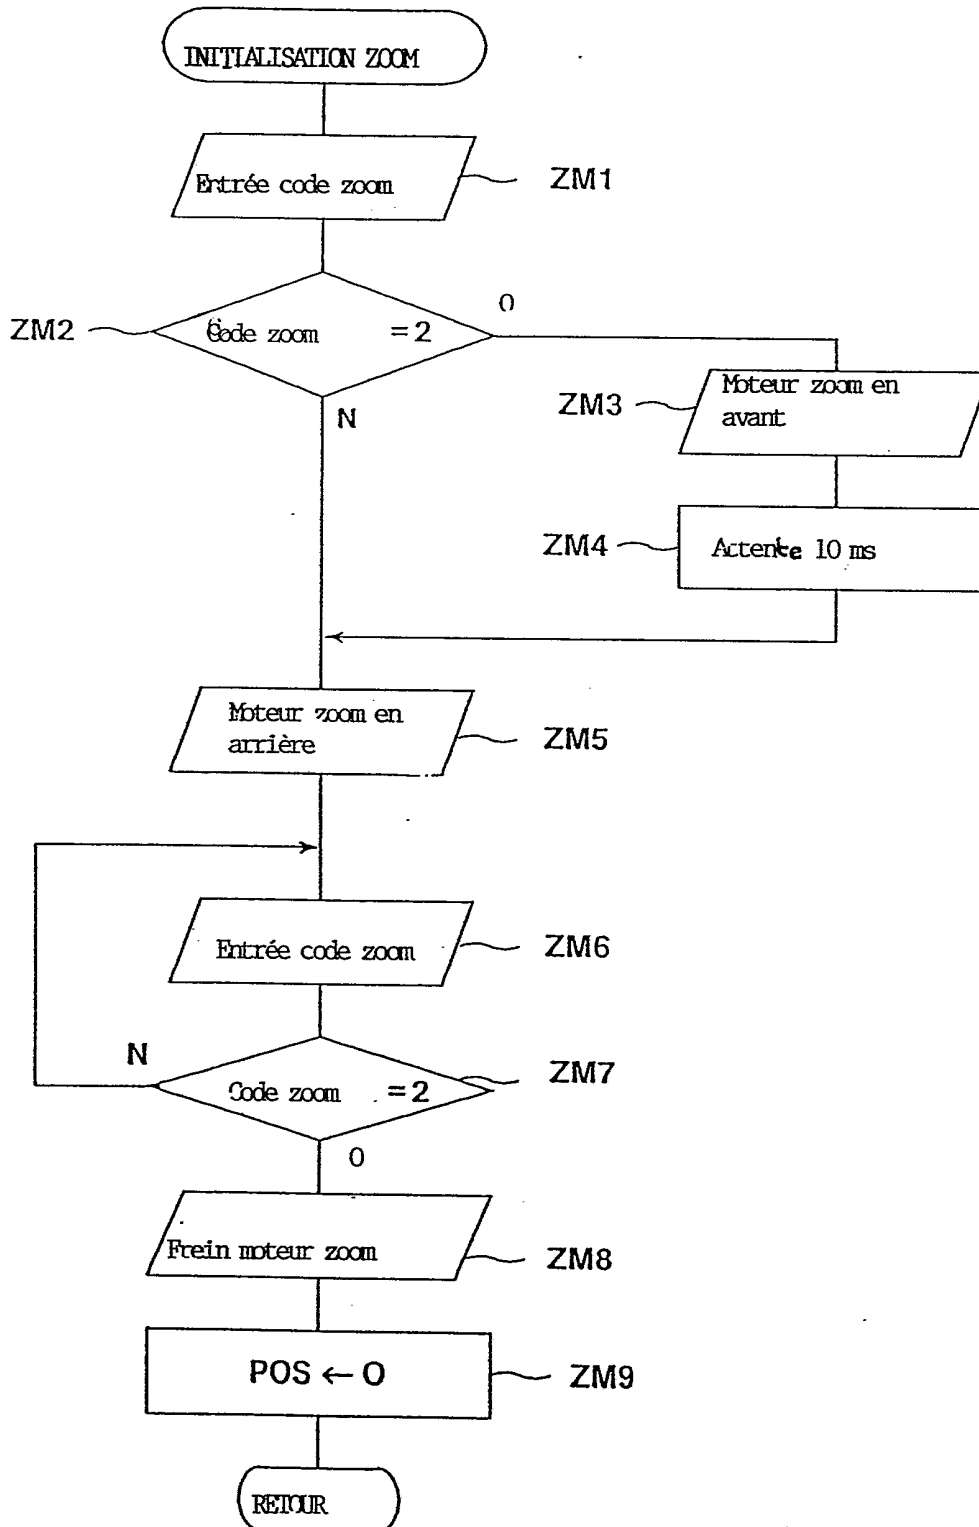 INITIALISATION ZOOM
Entrée code zoom
ZM1
ZM2
Code zoom = 2
O
N
Moteur zoom en
avant
ZM3
ZM4
Attente 10 ms
Moteur zoom en
arrière
ZM5
Entrée code zoom
ZM6
N
Code zoom = 2
ZM7
O
Frein moteur zoom
ZM8
POS ← O
ZM9
RETOUR